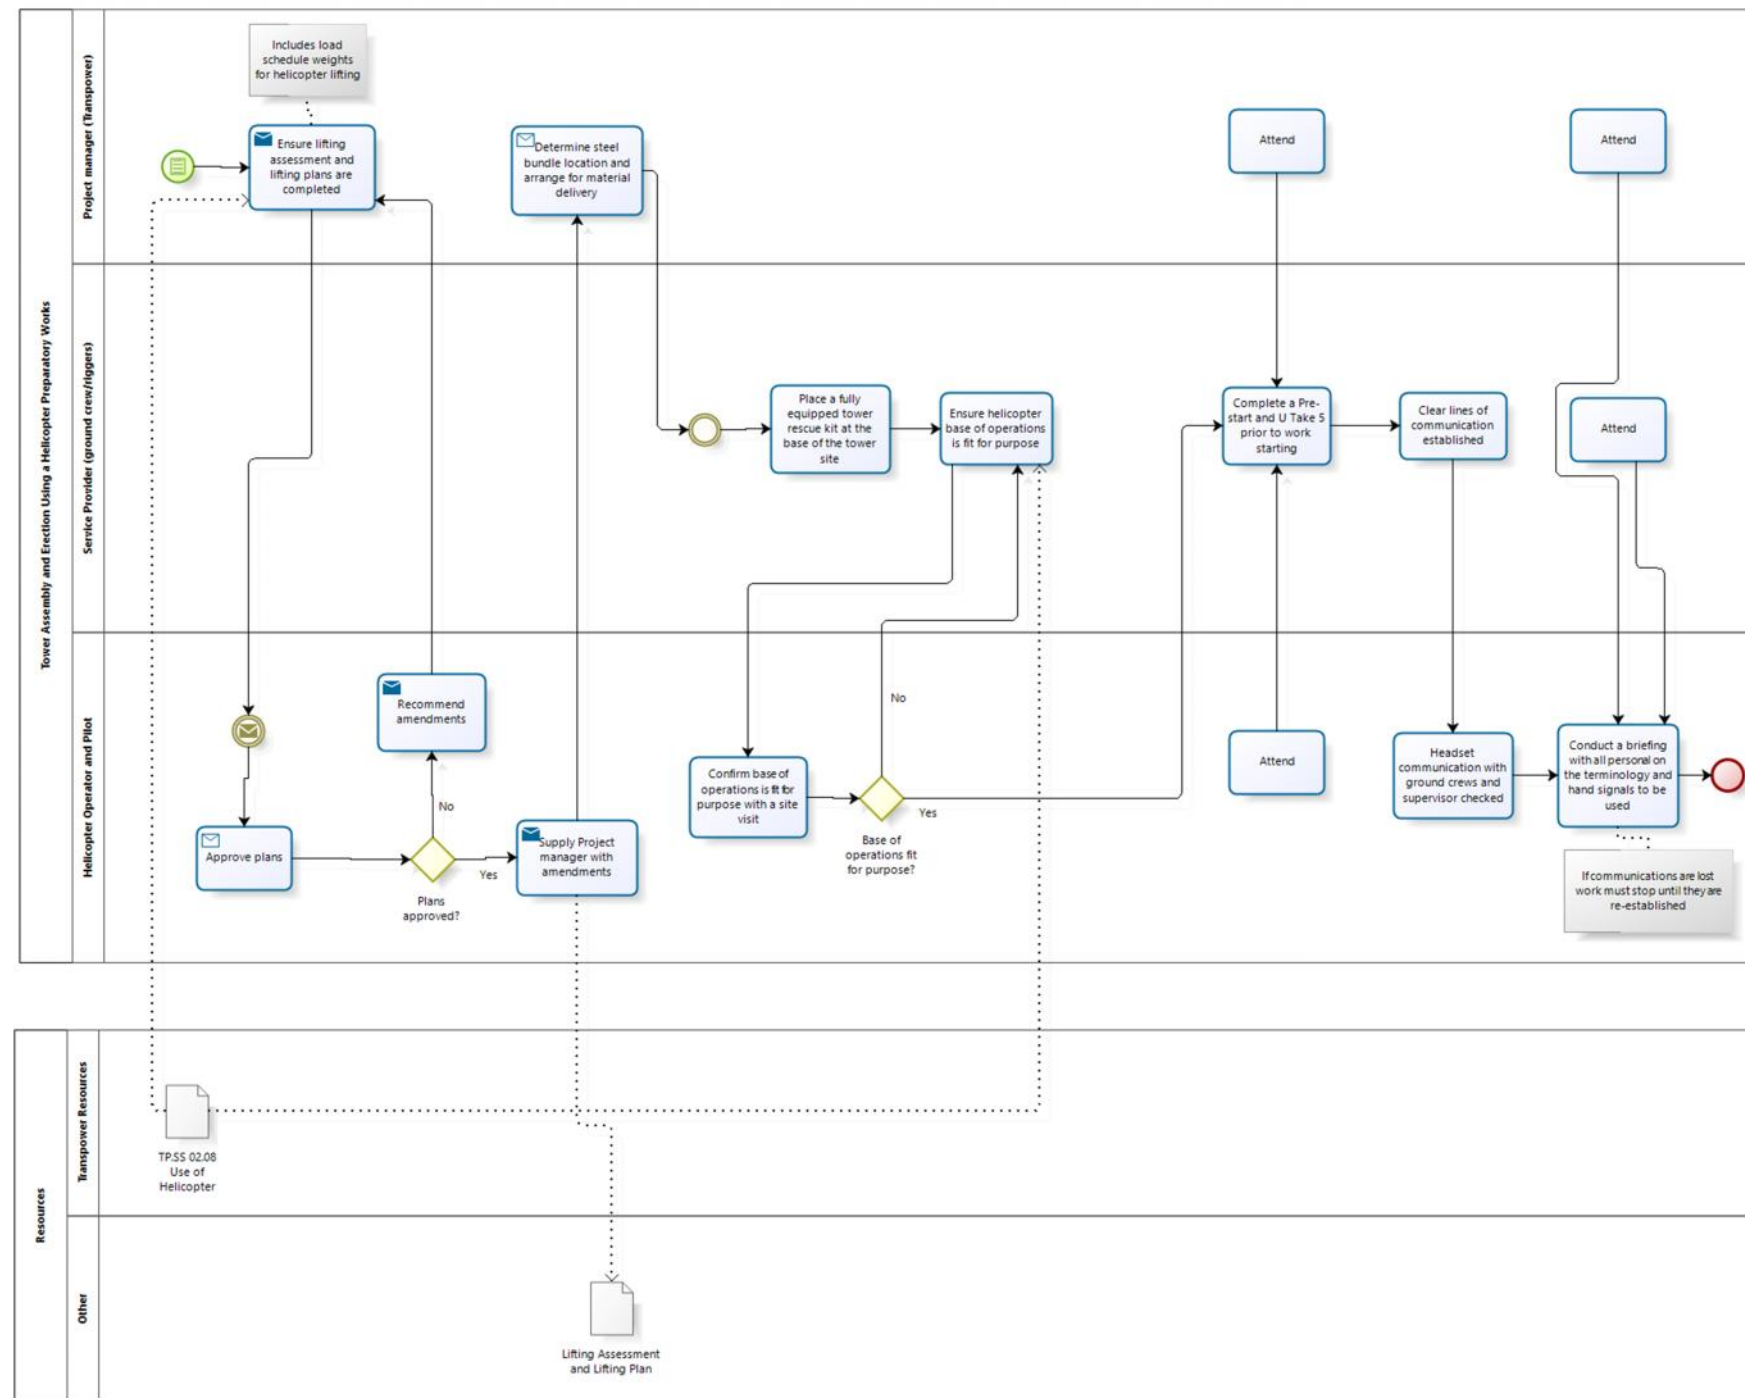 Tower Assembly and Erection Using a Helicopter Preparatory Works
Project manager (Transpower)
Includes load
schedule weights
for helicopter lifting
Ensure lifting
assessment and
lifting plans are
completed
Determine steel
bundle location and
arrange for material
delivery
Attend
Attend
Service Provider (ground crew/riggers)
Place a fully
equipped tower
rescue kit at the
base of the tower
site
Ensure helicopter
base of operations
is fit for purpose
Complete a Pre-
start and U Take 5
prior to work
starting
Clear lines of
communication
established
Attend
Helicopter Operator and Pilot
Approve plans
Recommend
amendments
No
Plans
approved?
Yes
Supply Project
manager with
amendments
Confirm base of
operations is fit for
purpose with a site
visit
No
Base of
operations fit
for purpose?
Yes
Attend
Headset
communication with
ground crews and
supervisor checked
Conduct a briefing
with all personal on
the terminology and
hand signals to be
used
If communications are lost
work must stop until they are
re-established
Resources
Transpower Resources
TP.SS 02.08
Use of
Helicopter
Other
Lifting Assessment
and Lifting Plan